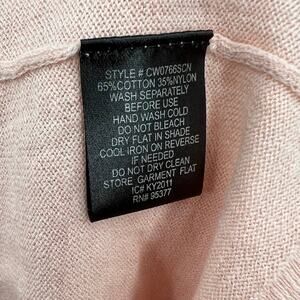 STYLE # CW0766SCN
65%COTTON 35%NYLON
WASH SEPARATELY
BEFORE USE
HAND WASH COLD
DO NOT BLEACH
DRY FLAT IN SHADE
COOL IRON ON REVERSE
IF NEEDED
DO NOT DRY CLEAN
STORE GARMENT FLAT
IC# KY2011
RN# 95377